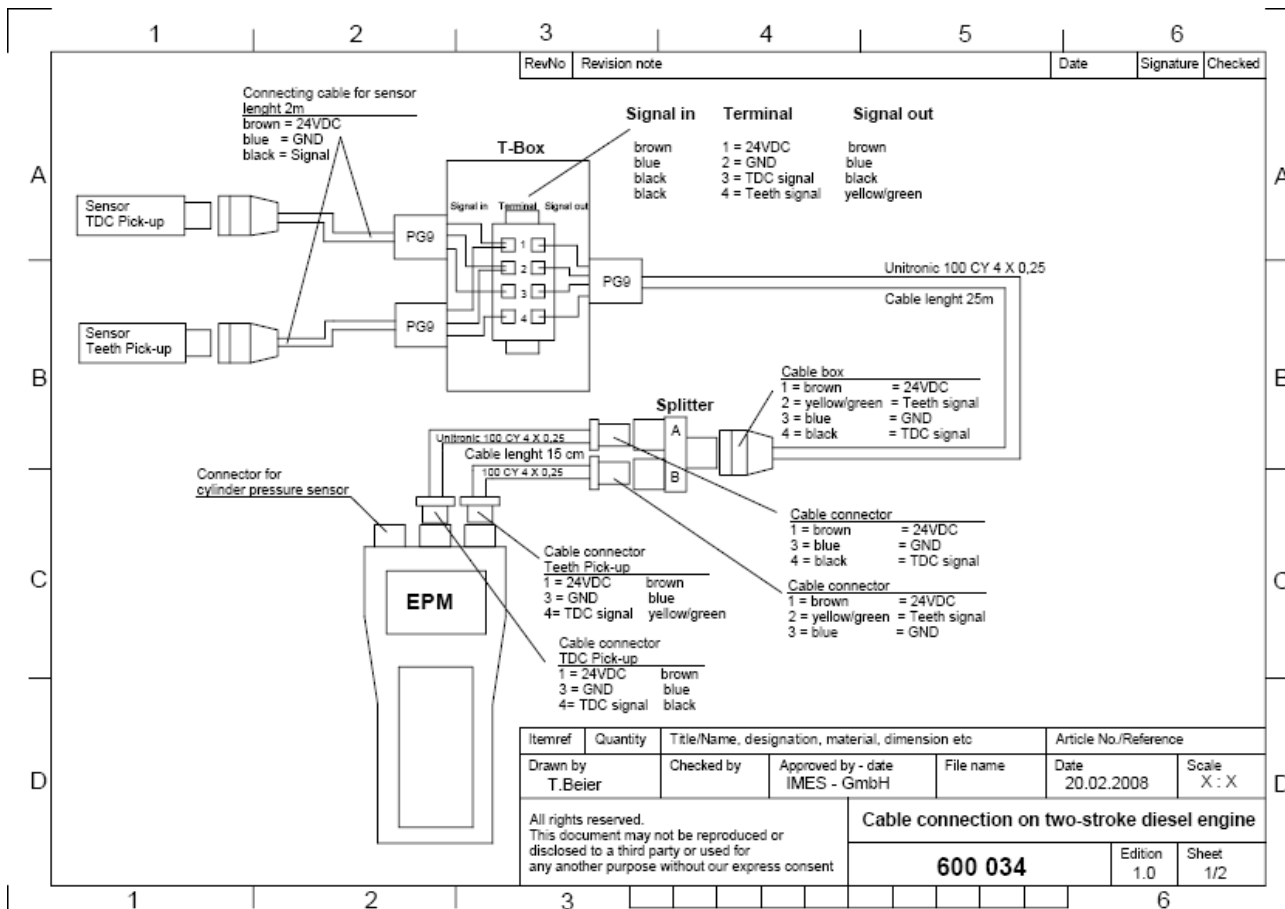 1 2 3 4 5 6
RevNo Revision note Date Signature Checked
Connecting cable for sensor
lenght 2m
brown = 24VDC
blue = GND
black = Signal
Signal in Terminal Signal out
brown 1 = 24VDC brown
blue 2 = GND blue
black 3 = TDC signal black
black 4 = Teeth signal yellow/green
T-Box
A A
Sensor
TDC Pick-up
PG9
Signal in Terminal Signal out
1
2
3
4
PG9
Unitronic 100 CY 4 X 0,25
Cable lenght 25m
Sensor
Teeth Pick-up
PG9
B B
Cable box
1 = brown = 24VDC
2 = yellow/green = Teeth signal
3 = blue = GND
4 = black = TDC signal
Splitter
A
B
Unitronic 100 CY 4 X 0,25
Cable lenght 15 cm
100 CY 4 X 0,25
Connector for
cylinder pressure sensor
Cable connector
1 = brown = 24VDC
3 = blue = GND
4 = black = TDC signal
Cable connector
Teeth Pick-up
1 = 24VDC brown
3 = GND blue
4= TDC signal yellow/green
Cable connector
1 = brown = 24VDC
2 = yellow/green = Teeth signal
3 = blue = GND
C C
EPM
Cable connector
TDC Pick-up
1 = 24VDC brown
3 = GND blue
4= TDC signal black
D D
Itemref Quantity Title/Name, designation, material, dimension etc Article No./Reference
Drawn by Checked by Approved by - date File name Date Scale
T.Beier IMES - GmbH 20.02.2008 X : X
All rights reserved.
This document may not be reproduced or
disclosed to a third party or used for
any another purpose without our express consent
Cable connection on two-stroke diesel engine
600 034
Edition
1.0
Sheet
1/2
1 2 3 6